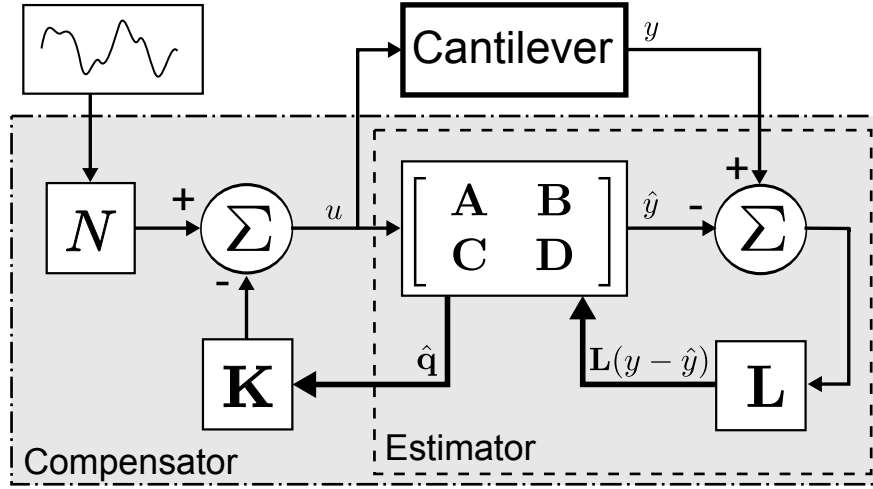 Cantilever
y
N
+
Σ
-
u
A B
C D
ŷ
-
+
Σ
K
q̂
L(y − ŷ)
L
Compensator
Estimator